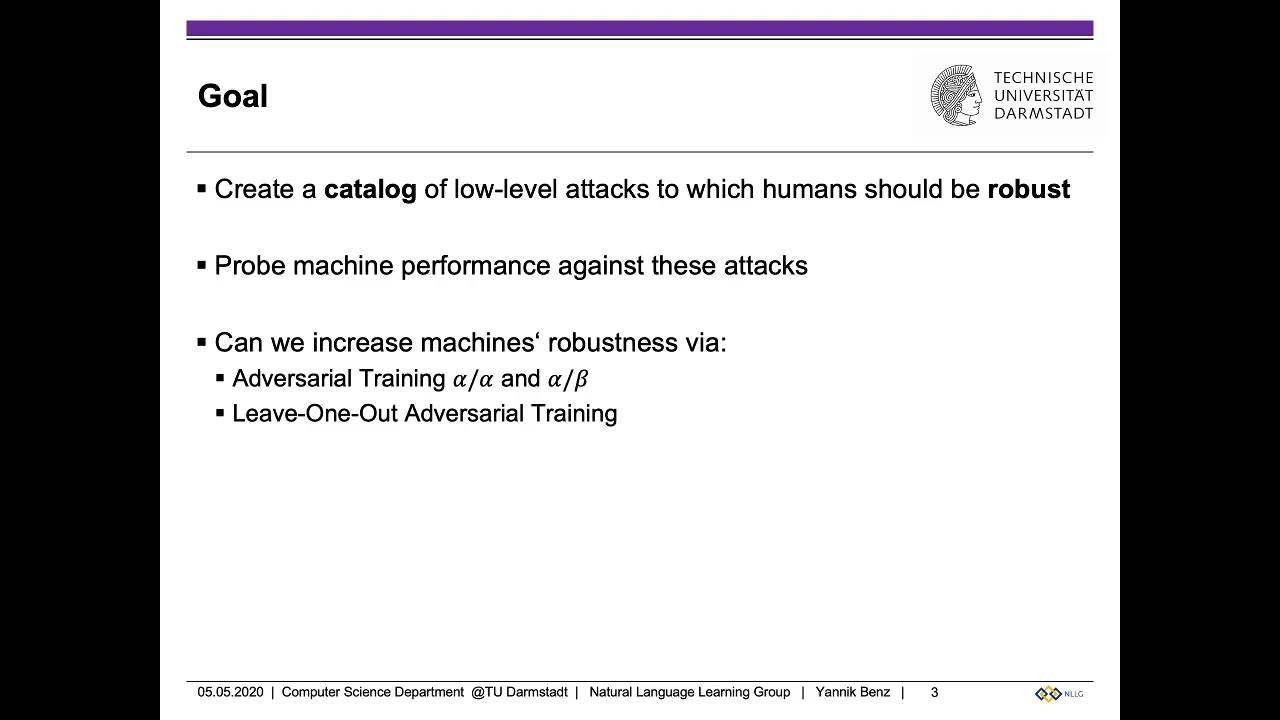 Goal
TECHNISCHE
UNIVERSITÄT
DARMSTADT
▪ Create a catalog of low-level attacks to which humans should be robust
▪ Probe machine performance against these attacks
▪ Can we increase machines‘ robustness via:
▪ Adversarial Training 𝛼/𝛼 and 𝛼/𝛽
▪ Leave-One-Out Adversarial Training
05.05.2020 | Computer Science Department @TU Darmstadt | Natural Language Learning Group | Yannik Benz | 3
NLLG